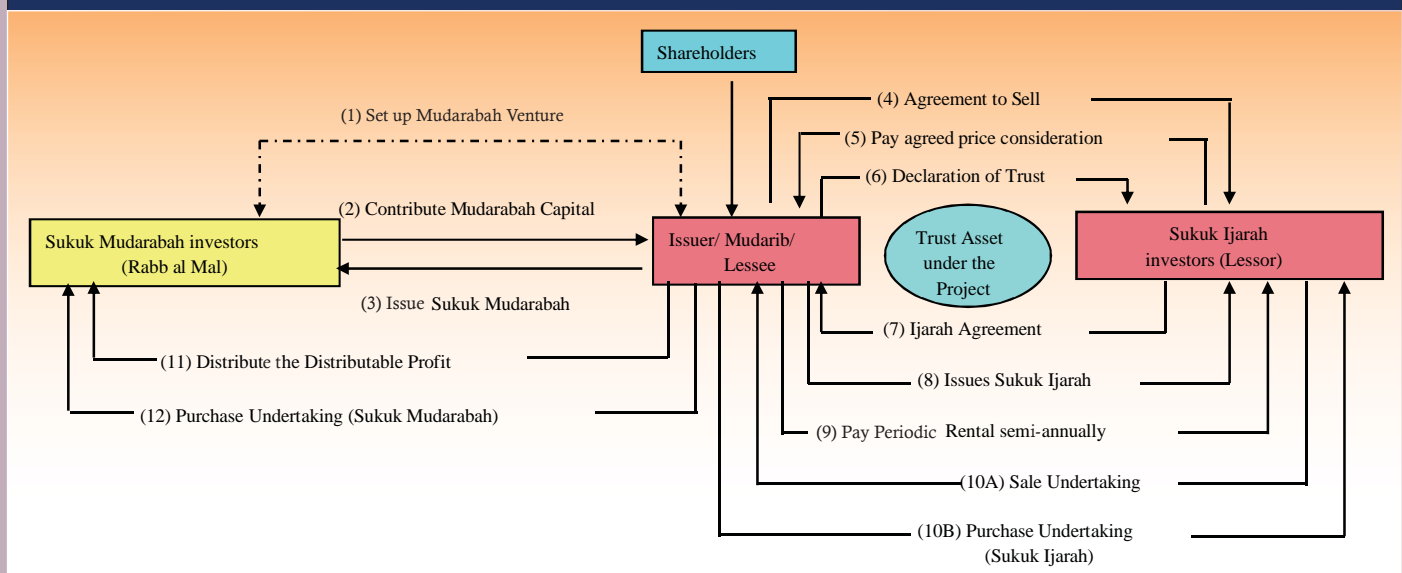 Shareholders
(1) Set up Mudarabah Venture
(4) Agreement to Sell
(5) Pay agreed price consideration
(6) Declaration of Trust
(2) Contribute Mudarabah Capital
Sukuk Mudarabah investors
(Rabb al Mal)
Issuer/ Mudarib/
Lessee
Trust Asset
under the
Project
Sukuk Ijarah
investors (Lessor)
(3) Issue Sukuk Mudarabah
(7) Ijarah Agreement
(11) Distribute the Distributable Profit
(8) Issues Sukuk Ijarah
(12) Purchase Undertaking (Sukuk Mudarabah)
(9) Pay Periodic Rental semi-annually
(10A) Sale Undertaking
(10B) Purchase Undertaking
(Sukuk Ijarah)